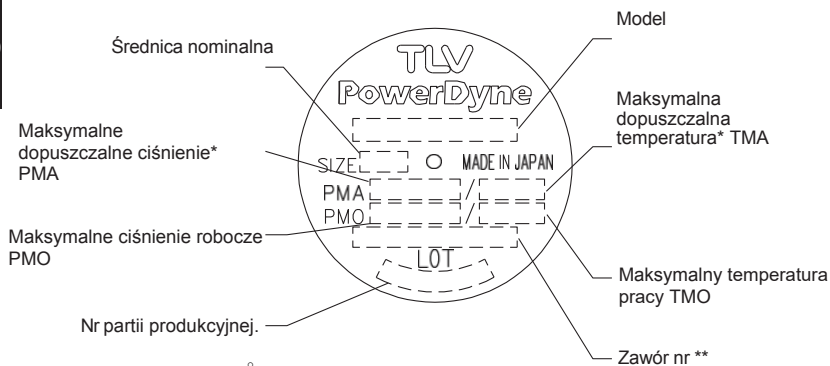 Średnica nominalna
Model
TLV
PowerDyne
Maksymalna
dopuszczalna
temperatura* TMA
Maksymalne
dopuszczalne ciśnienie*
PMA
SIZE
MADE IN JAPAN
PMA /
PMO /
Maksymalne ciśnienie robocze
PMO
LOT
Maksymalny temperatura
pracy TMO
Nr partii produkcyjnej.
Zawór nr **